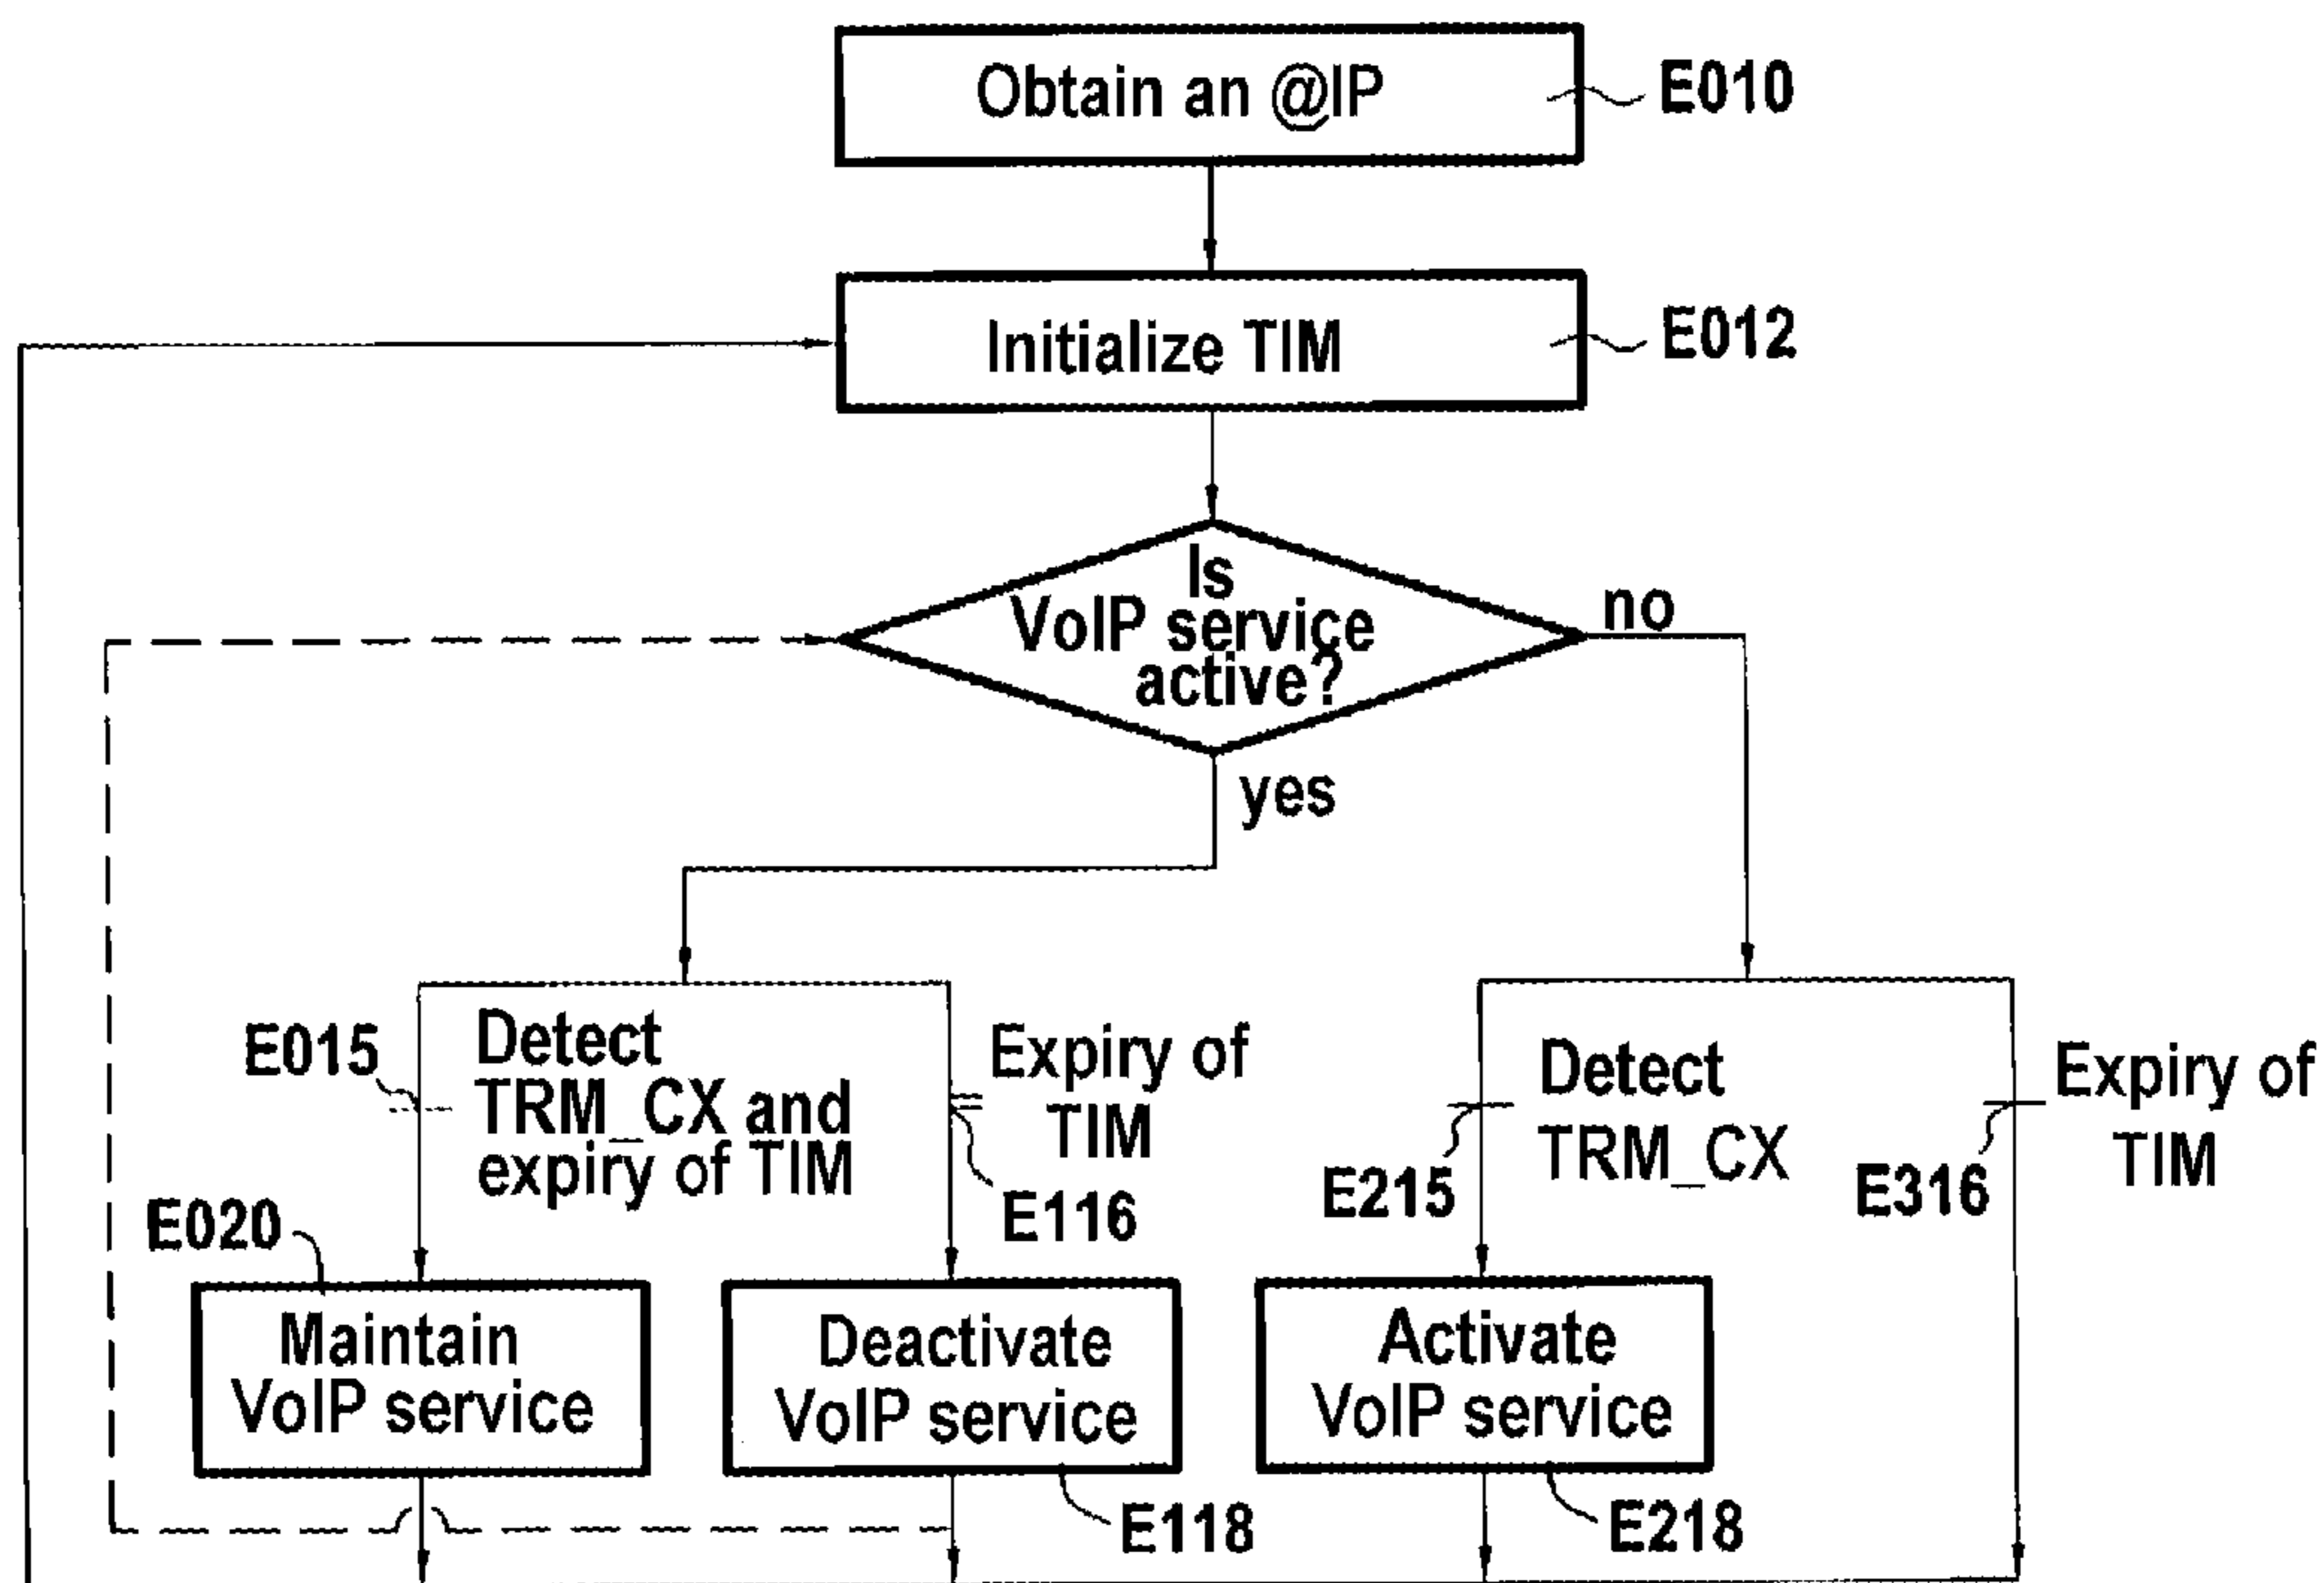 Obtain an @IP
E010
Initialize TIM
E012
Is
VoIP service
active?
no
yes
E015
Detect
TRM_CX and
expiry of TIM
Expiry of
TIM
E116
Detect
TRM_CX
E215
Expiry of
TIM
E316
E020
Maintain
VoIP service
Deactivate
VoIP service
E118
Activate
VoIP service
E218